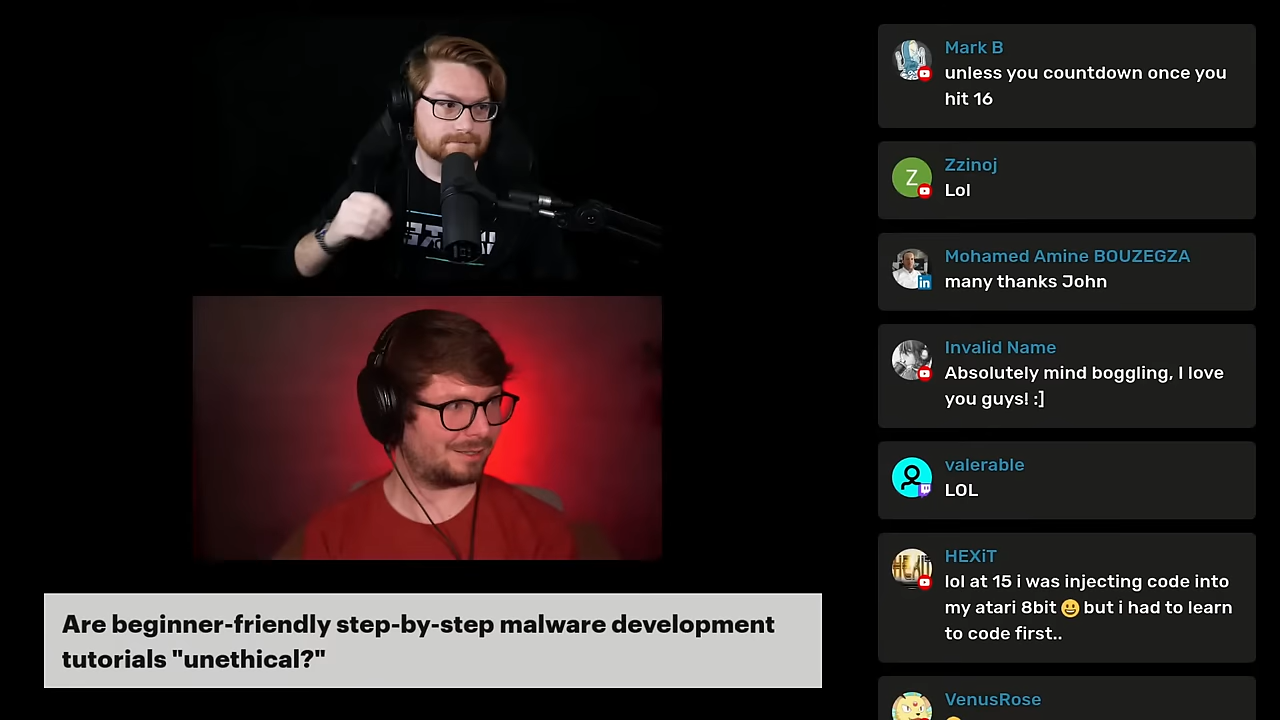 Mark B
unless you countdown once you
hit 16
Z
Zzinoj
Lol
Mohamed Amine BOUZEGZA
in
many thanks John
Invalid Name
Absolutely mind boggling, I love
you guys! :]
valerable
LOL
HEXiT
lol at 15 i was injecting code into
my atari 8bit 😀 but i had to learn
to code first..
VenusRose
Are beginner-friendly step-by-step malware development
tutorials "unethical?"